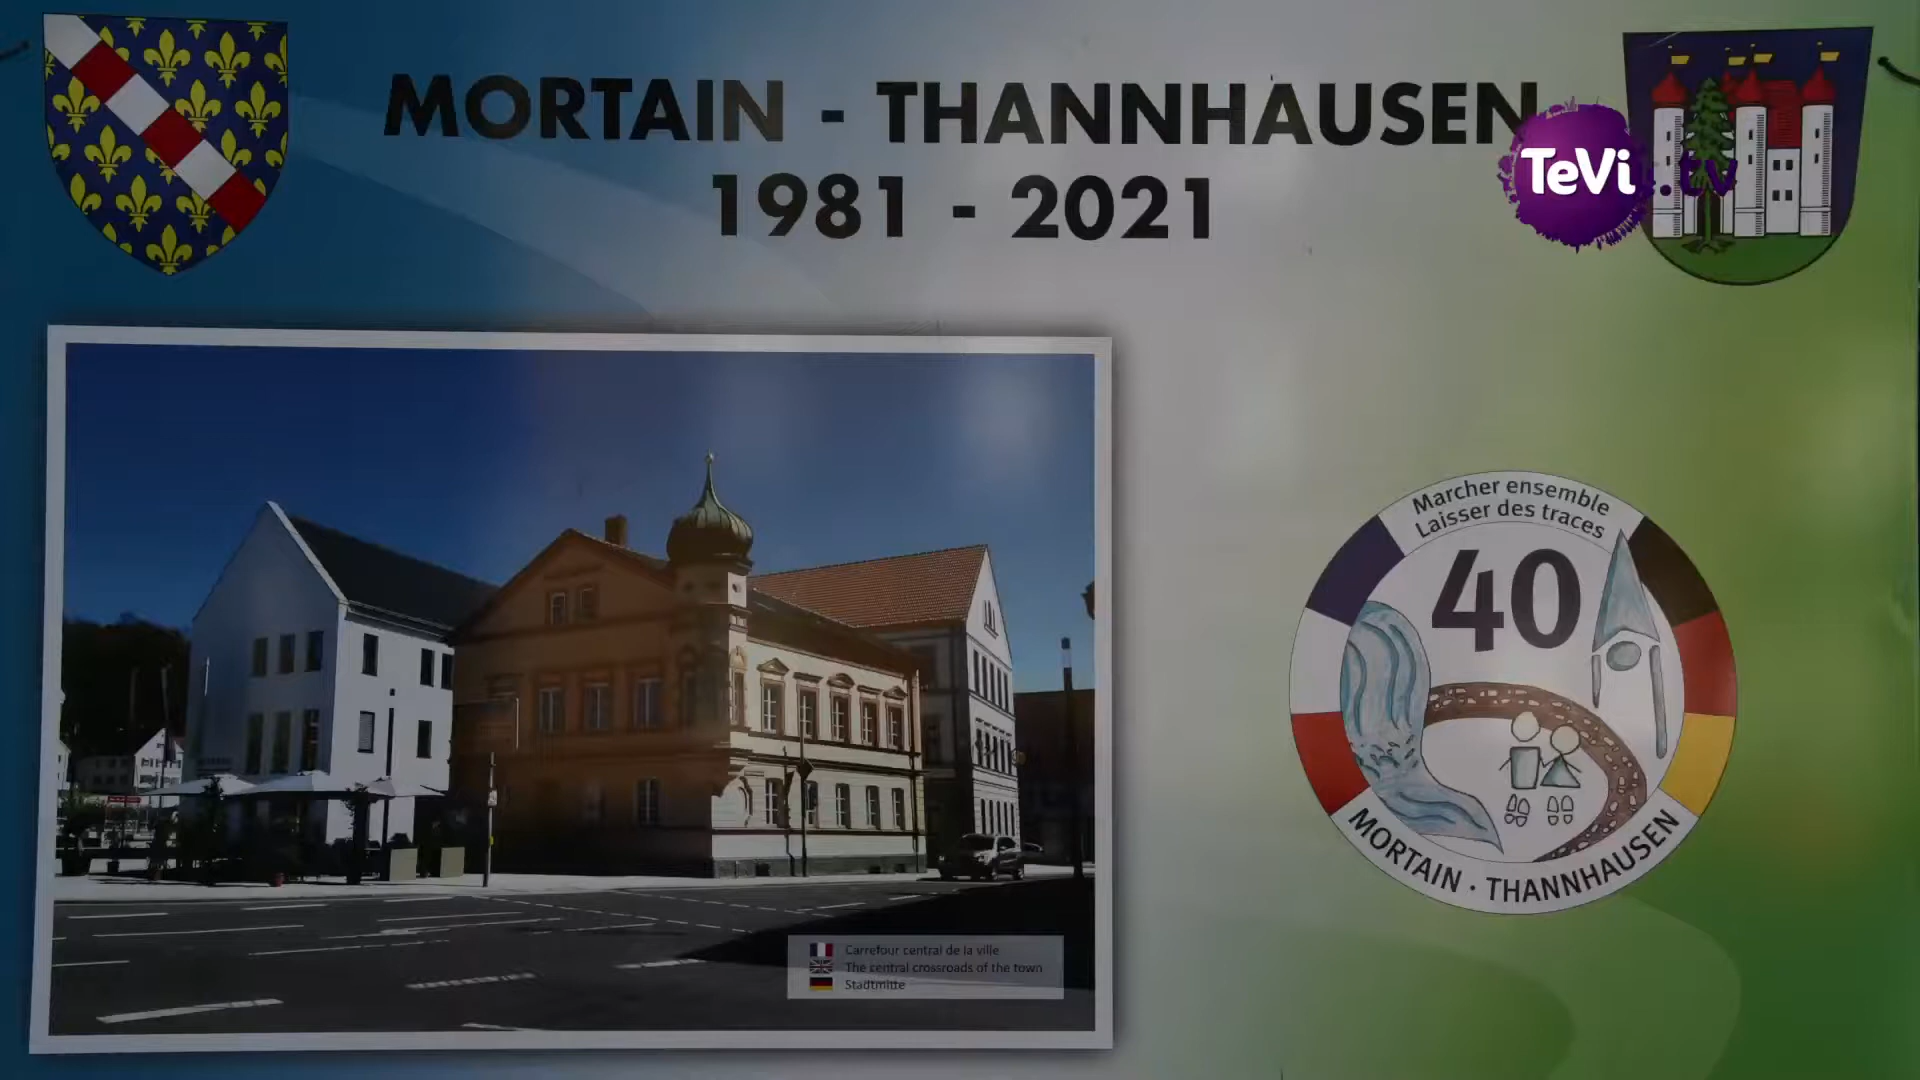 MORTAIN - THANNHAUSEN
1981 - 2021
TeVi.tv
Marcher ensemble
Laisser des traces
40
MORTAIN · THANNHAUSEN
Carrefour central de la ville
The central crossroads of the town
Stadtmitte